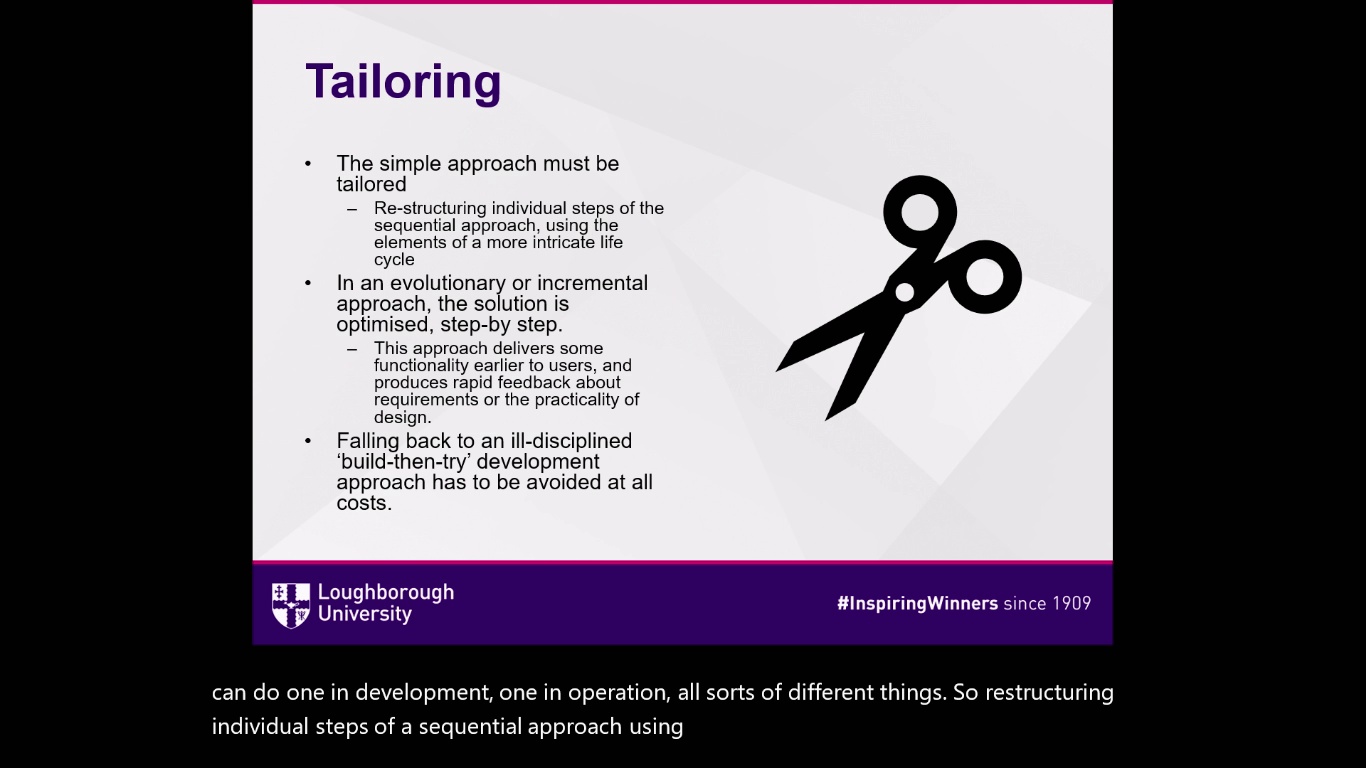 Tailoring
• The simple approach must be
tailored
– Re-structuring individual steps of the
sequential approach, using the
elements of a more intricate life
cycle
• In an evolutionary or incremental
approach, the solution is
optimised, step-by step.
– This approach delivers some
functionality earlier to users, and
produces rapid feedback about
requirements or the practicality of
design.
• Falling back to an ill-disciplined
‘build-then-try’ development
approach has to be avoided at all
costs.
Loughborough
University
#InspiringWinners since 1909
can do one in development, one in operation, all sorts of different things. So restructuring
individual steps of a sequential approach using